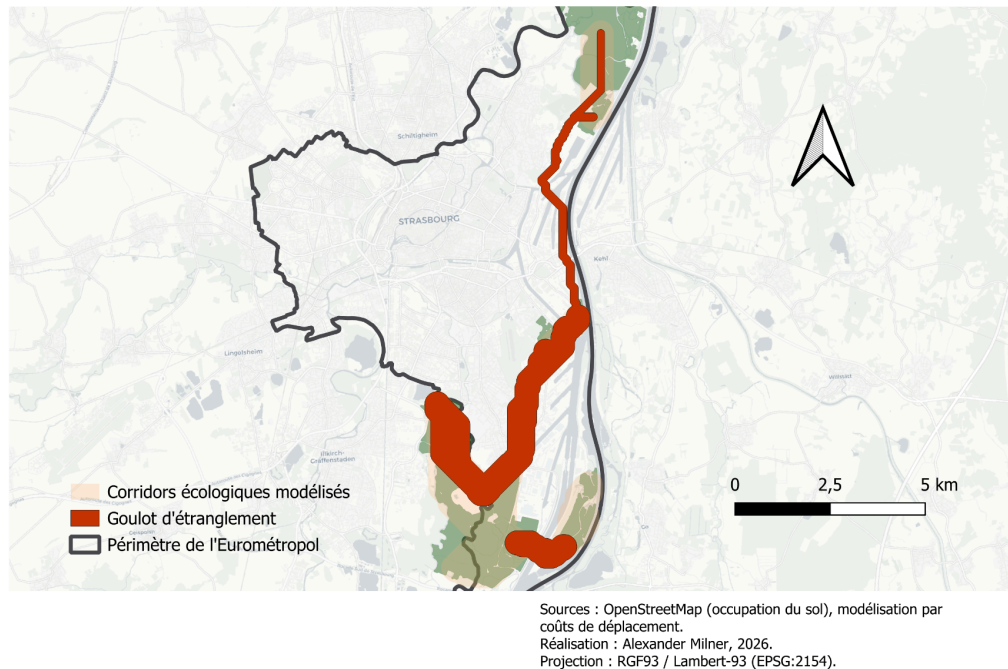 Schiltigheim
STRASBOURG
Kehl
Lingolsheim
Willstätt
Illkirch-
Graffenstaden
Corridors écologiques modélisés
Goulot d'étranglement
Périmètre de l'Eurométropol
0 2,5 5 km
Sources : OpenStreetMap (occupation du sol), modélisation par
coûts de déplacement.
Réalisation : Alexander Milner, 2026.
Projection : RGF93 / Lambert-93 (EPSG:2154).